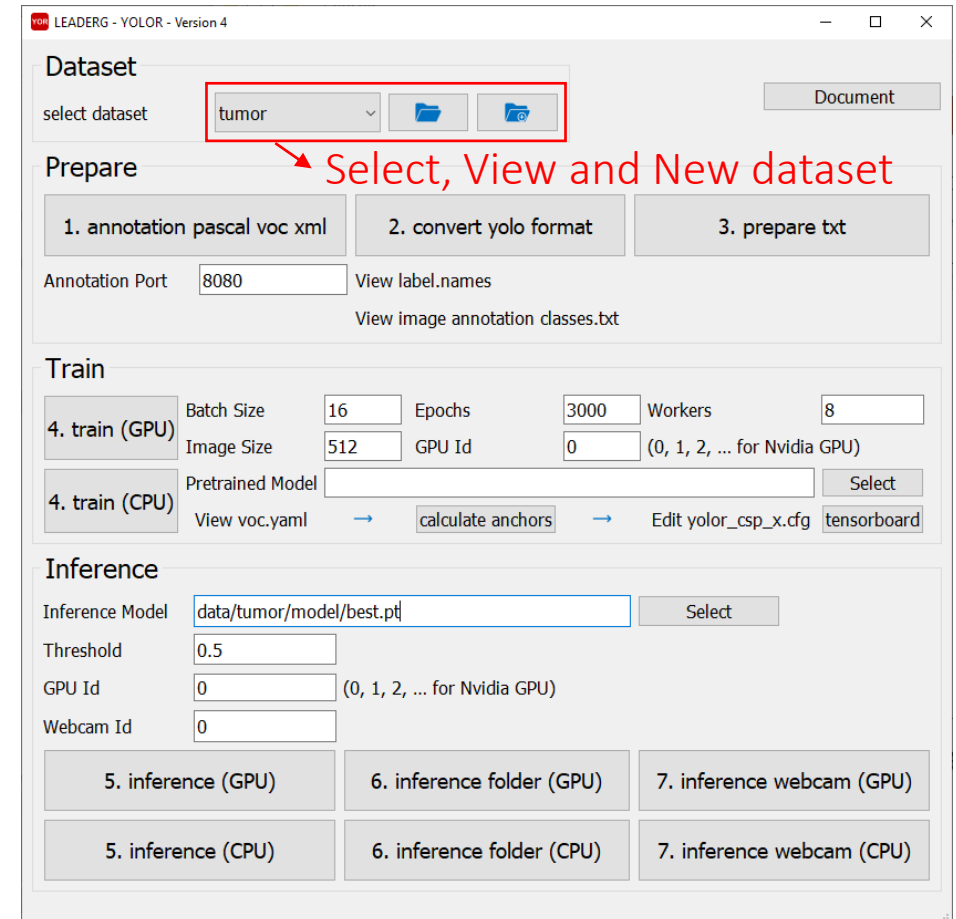 YOR LEADERG - YOLOR - Version 4
Dataset
select dataset tumor Document
Select, View and New dataset
Prepare
1. annotation pascal voc xml 2. convert yolo format 3. prepare txt
Annotation Port 8080 View label.names
View image annotation classes.txt
Train
4. train (GPU) Batch Size 16 Epochs 3000 Workers 8
Image Size 512 GPU Id 0 (0, 1, 2, ... for Nvidia GPU)
4. train (CPU) Pretrained Model Select
View voc.yaml → calculate anchors → Edit yolor_csp_x.cfg tensorboard
Inference
Inference Model data/tumor/model/best.pt Select
Threshold 0.5
GPU Id 0 (0, 1, 2, ... for Nvidia GPU)
Webcam Id 0
5. inference (GPU) 6. inference folder (GPU) 7. inference webcam (GPU)
5. inference (CPU) 6. inference folder (CPU) 7. inference webcam (CPU)